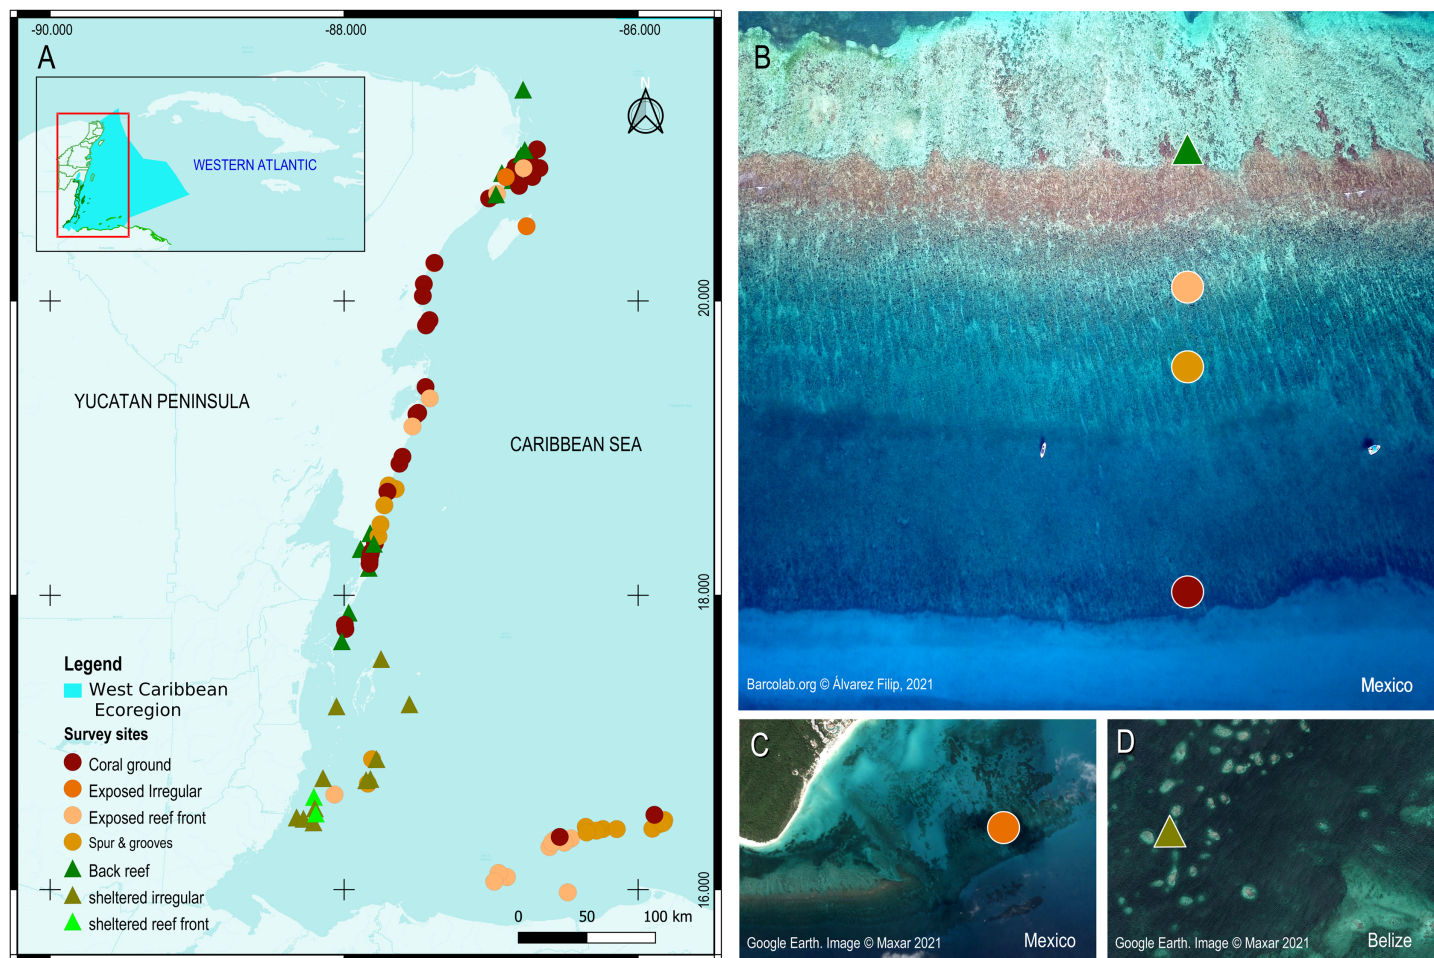 -90.000
-88.000
-86.000
A
N
WESTERN ATLANTIC
20.000
YUCATAN PENINSULA
CARIBBEAN SEA
18.000
Legend
West Caribbean
Ecoregion
Survey sites
Coral ground
Exposed Irregular
Exposed reef front
Spur & grooves
Back reef
sheltered irregular
sheltered reef front
16.000
0 50 100 km
B
Barcolab.org © Álvarez Filip, 2021
Mexico
C
Google Earth. Image © Maxar 2021
Mexico
D
Google Earth. Image © Maxar 2021
Belize